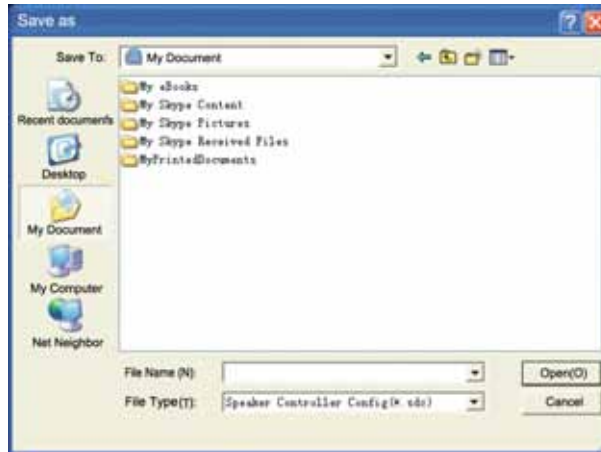 Save as
Save To:
My Document
My eBooks
My Skype Content
My Skype Pictures
My Skype Received Files
MyPrintedDocuments
Recent documents
Desktop
My Document
My Computer
Net Neighbor
File Name (N):
Open(O)
File Type(T):
Speaker Controller Config(*.sdc)
Cancel